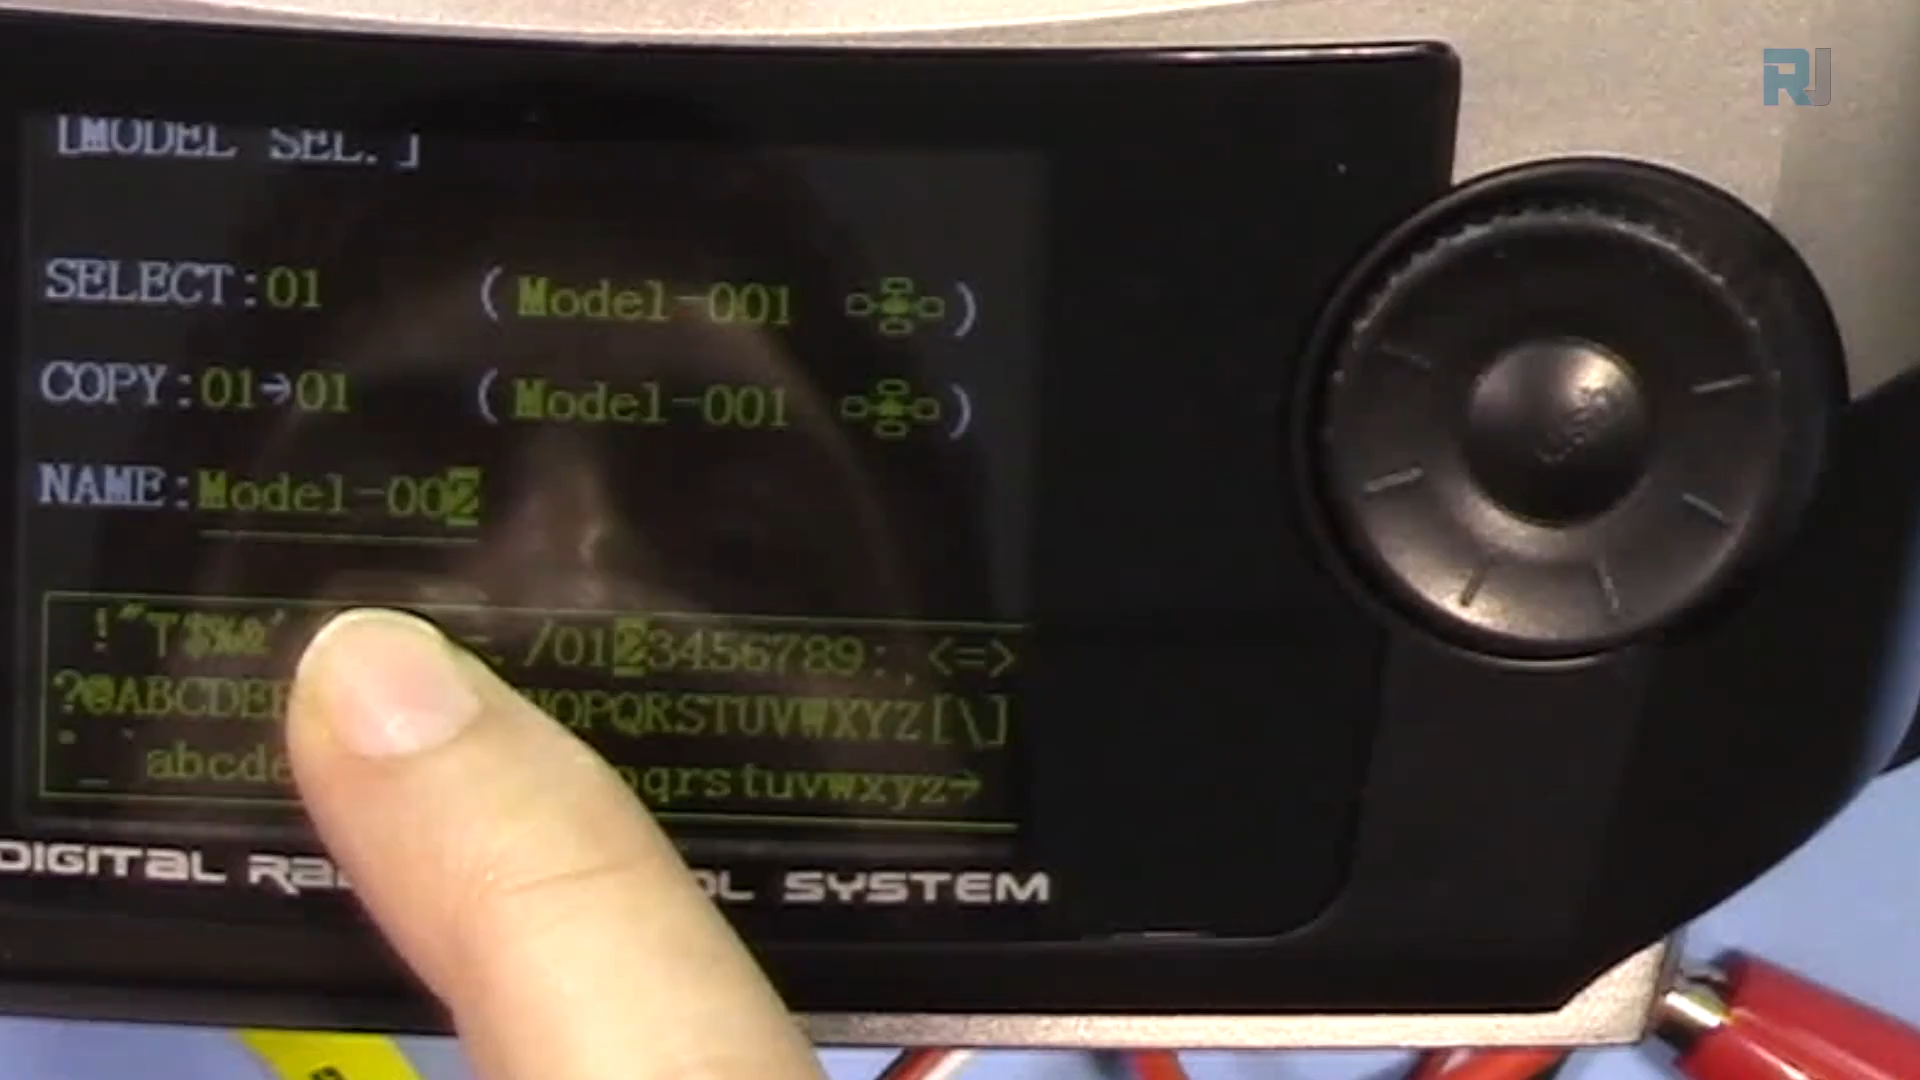 RJ
[MODEL SEL.]
SELECT:01 (Model-001 )
COPY:01→01 (Model-001 )
NAME:Model-002
!"T$%&' /0123456789:,<=>
?@ABCDE OPQRSTUVWXYZ[\]
_ ` abcde qrstuvwxyz→
DIGITAL SYSTEM